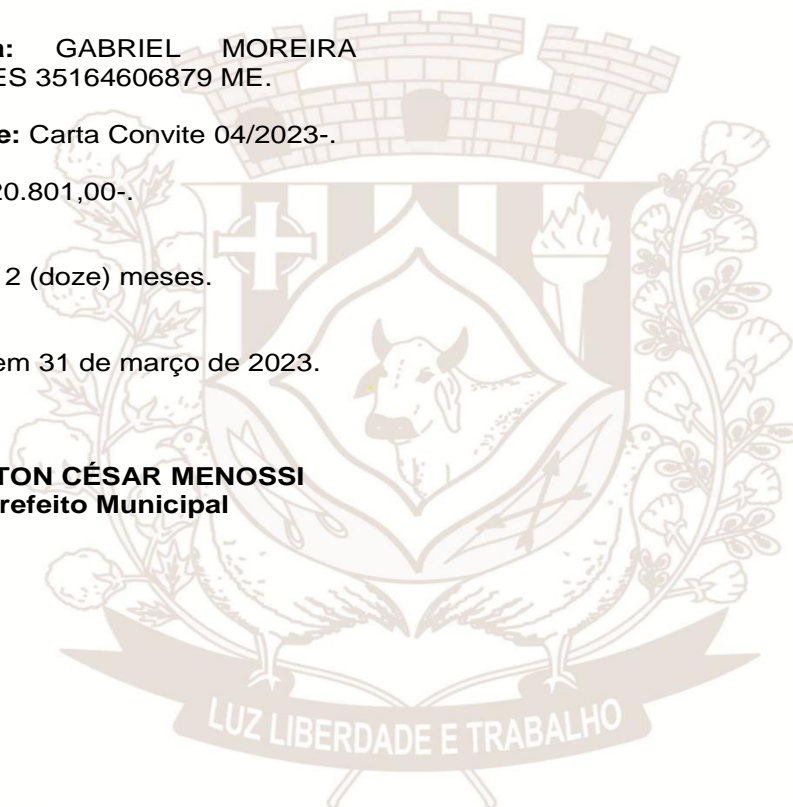 a: GABRIEL MOREIRA
ES 35164606879 ME.
e: Carta Convite 04/2023-.
20.801,00-.
2 (doze) meses.
em 31 de março de 2023.
TON CÉSAR MENOSSI
refeito Municipal
LUZ LIBERDADE E TRABALHO